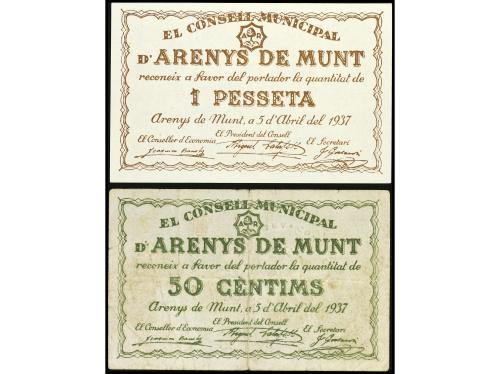 EL CONSELL MUNICIPAL
D'ARENYS DE MUNT
reconeix a favor del portador la quantitat de
1 PESSETA
Arenys de Munt, a 5 d'Abril del 1937
El President del Consell
El Conseller d'Economia El Secretari
EL CONSELL MUNICIPAL
D'ARENYS DE MUNT
reconeix a favor del portador la quantitat de
50 CÈNTIMS
Arenys de Munt, a 5 d'Abril del 1937
El President del Consell
El Conseller d'Economia El Secretari